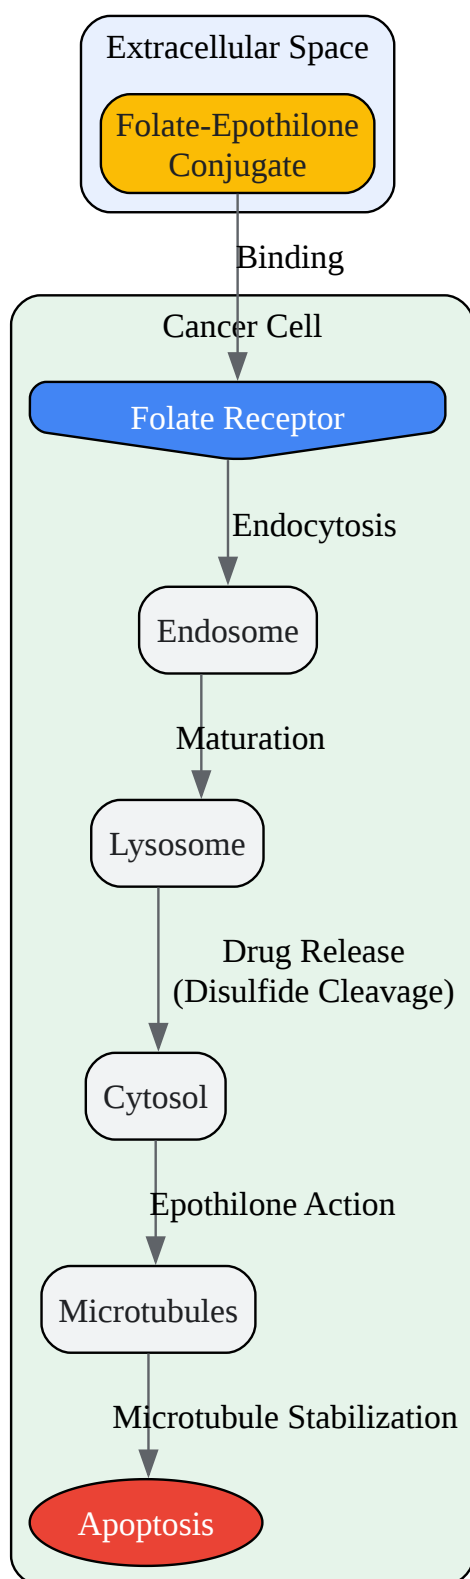 Extracellular Space
Folate-Epothilone
Conjugate
Binding
Cancer Cell
Folate Receptor
Endocytosis
Endosome
Maturation
Lysosome
Drug Release
(Disulfide Cleavage)
Cytosol
Epothilone Action
Microtubules
Microtubule Stabilization
Apoptosis